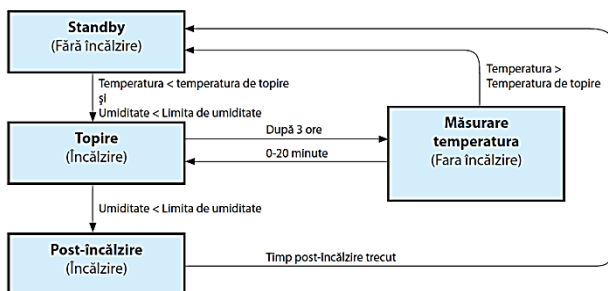 Standby
(Fără încălzire)
Temperatura < temperatura de topire
și
Umiditate < Limita de umiditate
Temperatura >
Temperatura de topire
Topire
(Încălzire)
După 3 ore
0-20 minute
Măsurare
temperatura
(Fara încălzire)
Umiditate < Limita de umiditate
Post-încălzire
(Încălzire)
Timp post-încălzire trecut